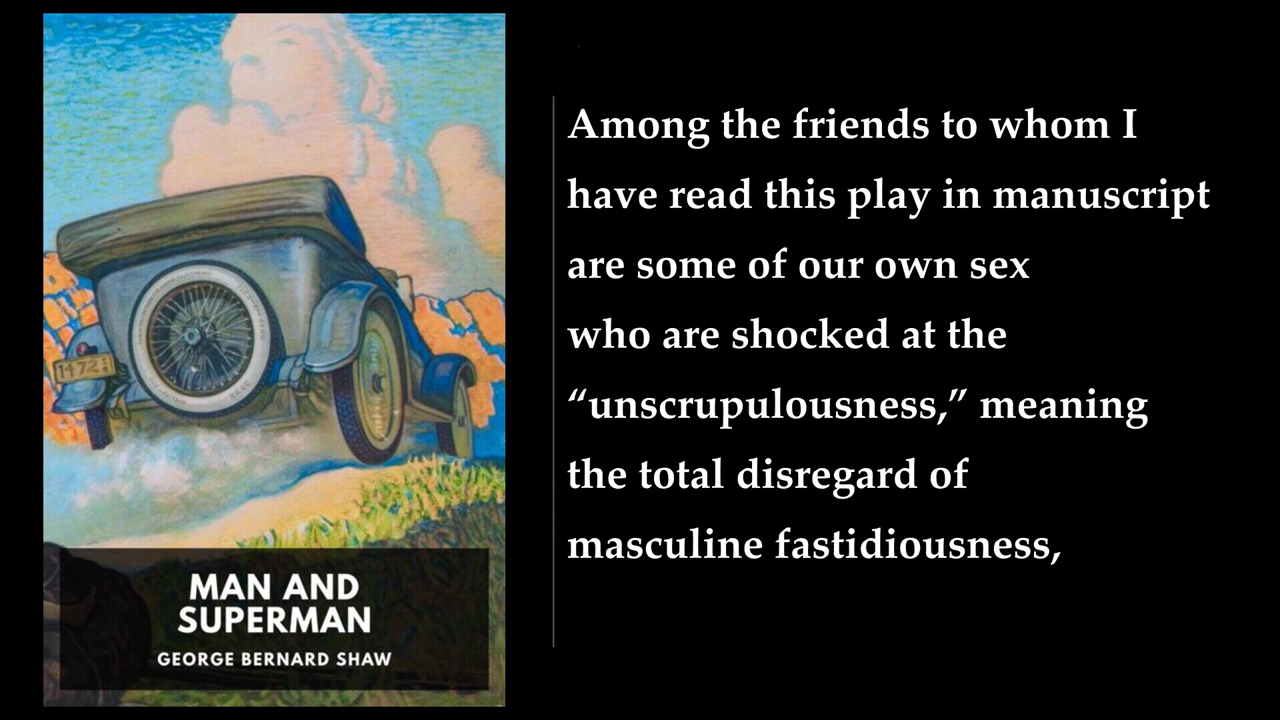 Among the friends to whom I
have read this play in manuscript
are some of our own sex
who are shocked at the
“unscrupulousness,” meaning
the total disregard of
masculine fastidiousness,
1472
MAN AND
SUPERMAN
GEORGE BERNARD SHAW